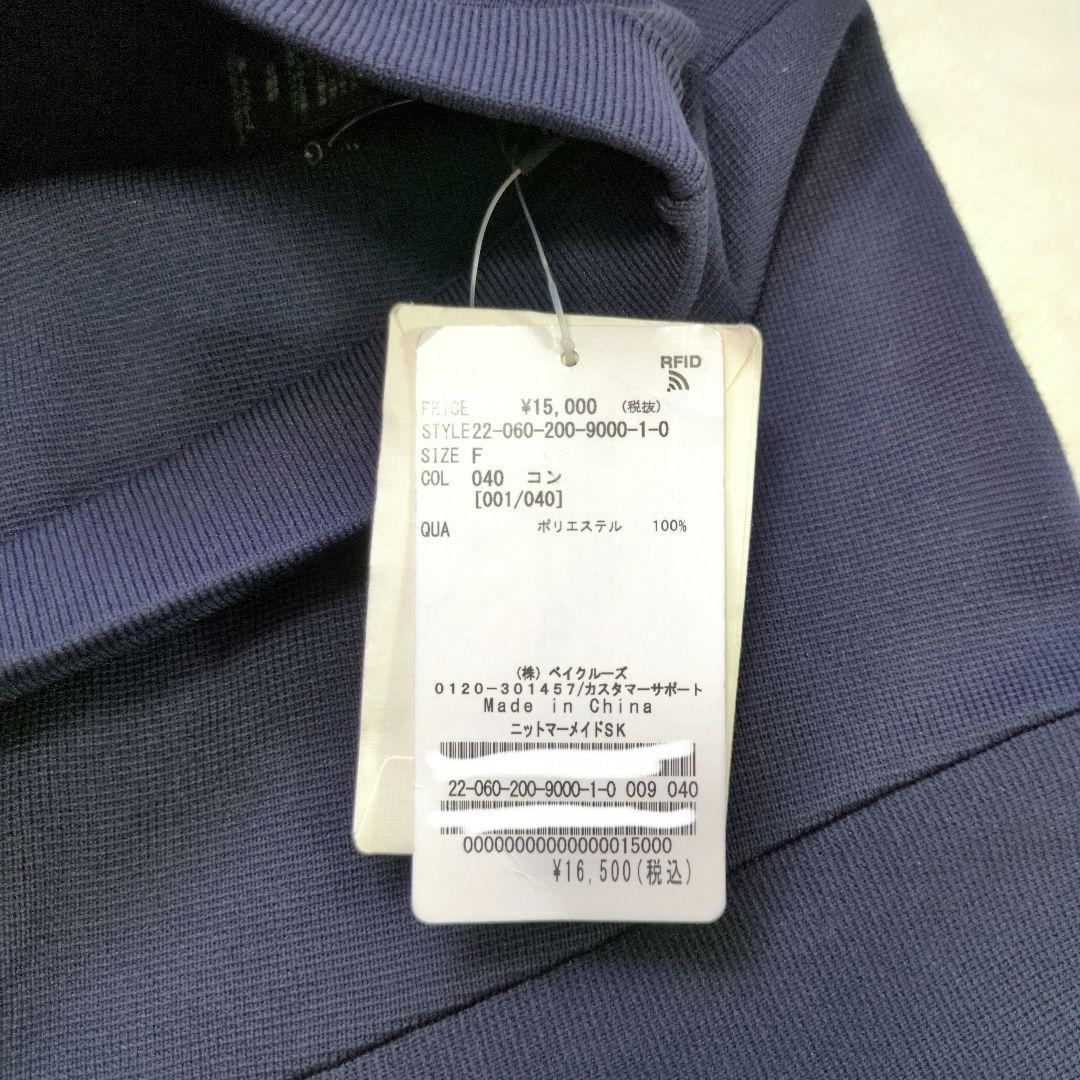 RFID
PRICE ¥15,000 (税抜)
STYLE22-060-200-9000-1-0
SIZE F
COL 040 コン
[001/040]
QUA ポリエステル 100%
(株) ベイクルーズ
0120-301457/カスタマーサポート
Made in China
ニットマーメイドSK
22-060-200-9000-1-0 009 040
00000000000000015000
¥16,500(税込)